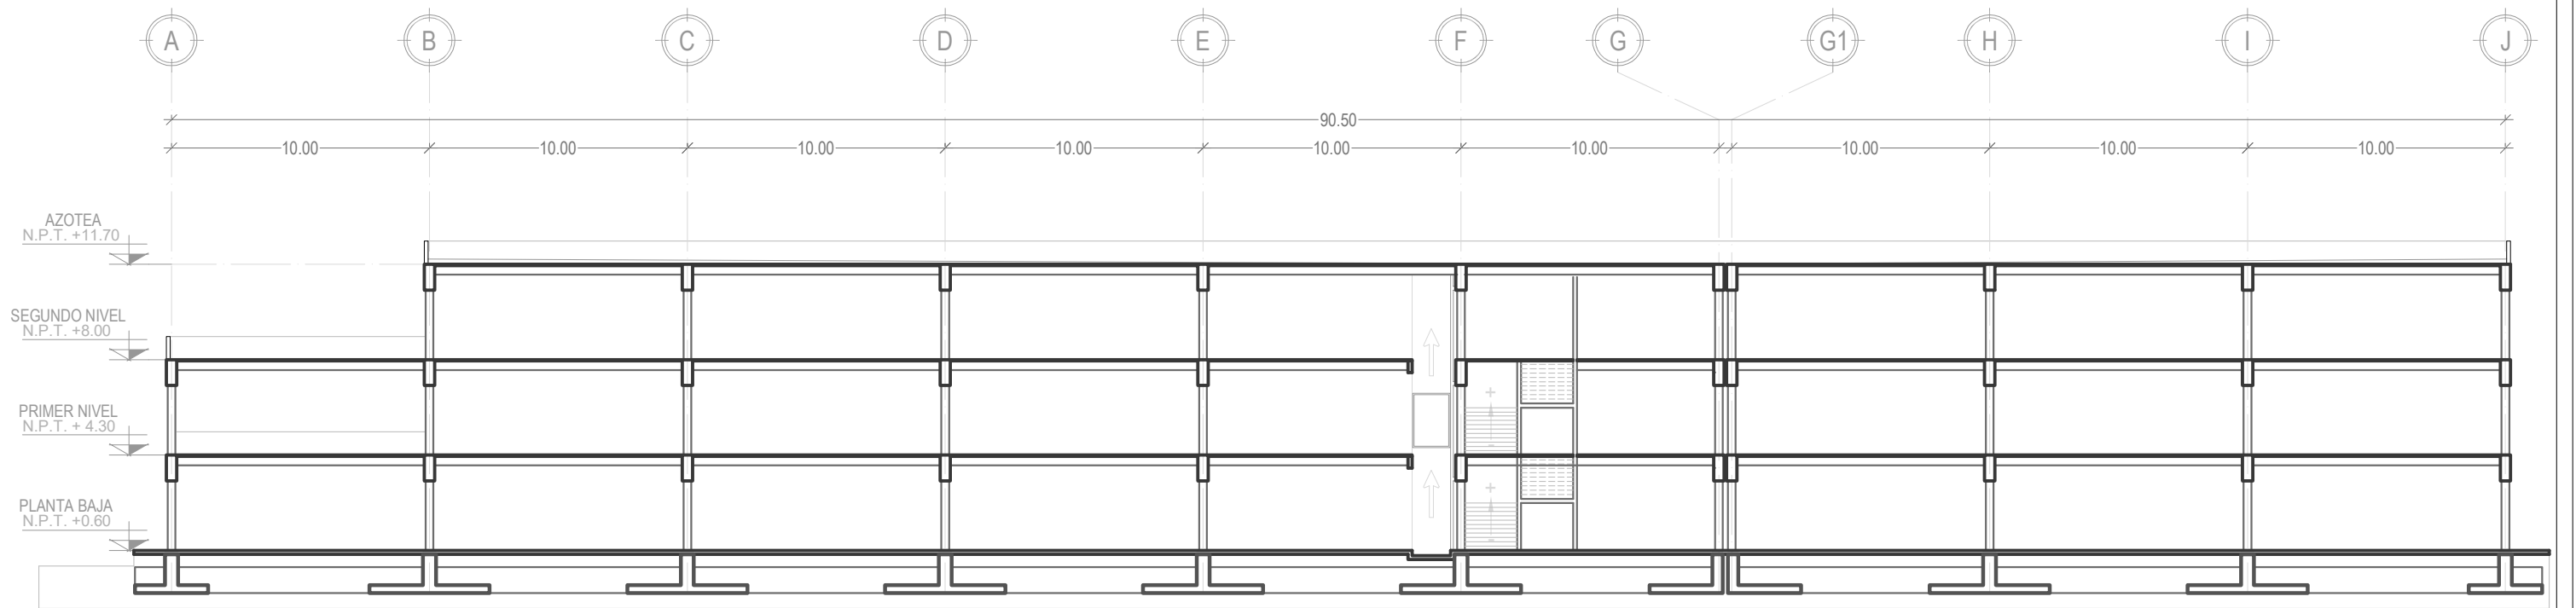 A B C D E F G G1 H I J
90.50
10.00 10.00 10.00 10.00 10.00 10.00 10.00 10.00 10.00
AZOTEA
N.P.T. +11.70
SEGUNDO NIVEL
N.P.T. +8.00
PRIMER NIVEL
N.P.T. + 4.30
PLANTA BAJA
N.P.T. +0.60